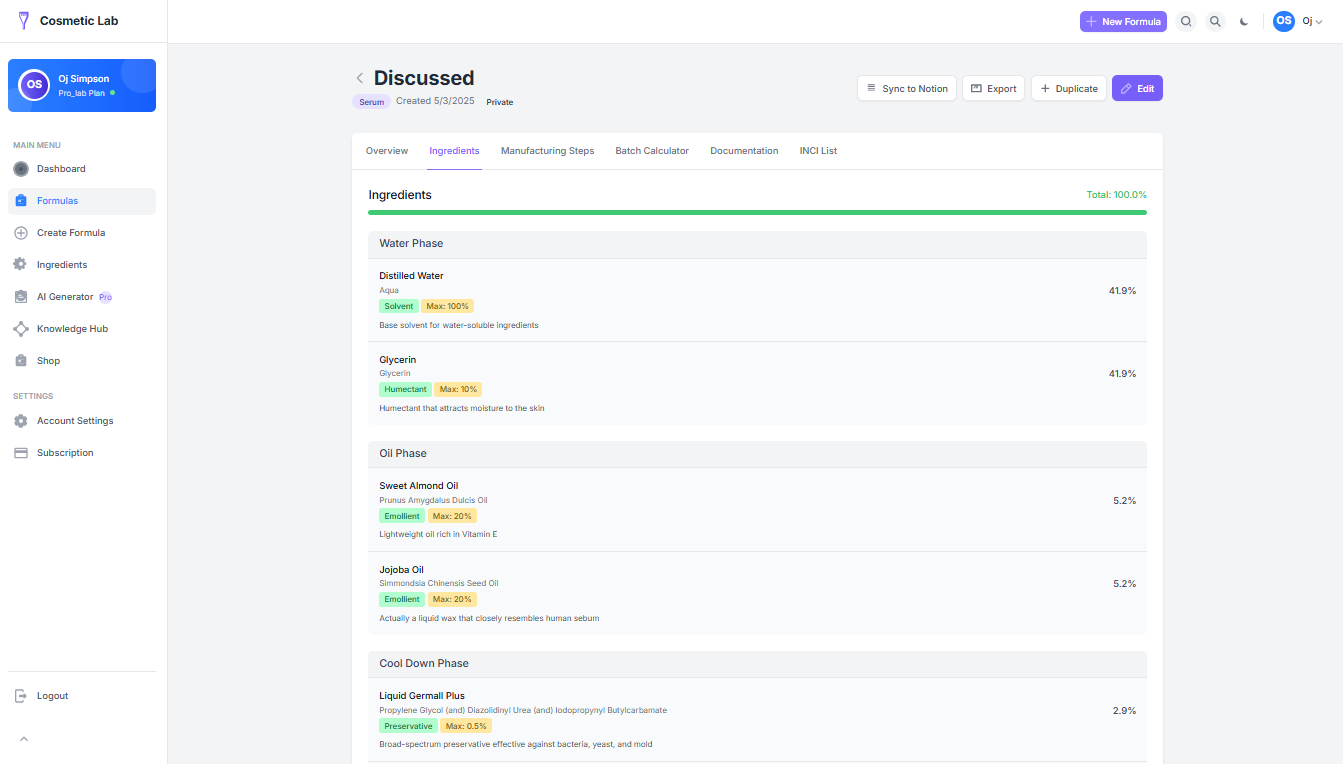 Cosmetic Lab
New Formula
OS
Oj
OS
Oj Simpson
Pro_lab Plan
MAIN MENU
Dashboard
Formulas
Create Formula
Ingredients
AI Generator Pro
Knowledge Hub
Shop
SETTINGS
Account Settings
Subscription
Logout
Discussed
Serum Created 5/3/2025 Private
Sync to Notion Export Duplicate Edit
Overview Ingredients Manufacturing Steps Batch Calculator Documentation INCI List
Ingredients Total: 100.0%
Water Phase
Distilled Water
Aqua
41.9%
Solvent Max: 100%
Base solvent for water-soluble ingredients
Glycerin
Glycerin
41.9%
Humectant Max: 10%
Humectant that attracts moisture to the skin
Oil Phase
Sweet Almond Oil
Prunus Amygdalus Dulcis Oil
5.2%
Emollient Max: 20%
Lightweight oil rich in Vitamin E
Jojoba Oil
Simmondsia Chinensis Seed Oil
5.2%
Emollient Max: 20%
Actually a liquid wax that closely resembles human sebum
Cool Down Phase
Liquid Germall Plus
Propylene Glycol (and) Diazolidinyl Urea (and) Iodopropynyl Butylcarbamate
2.9%
Preservative Max: 0.5%
Broad-spectrum preservative effective against bacteria, yeast, and mold